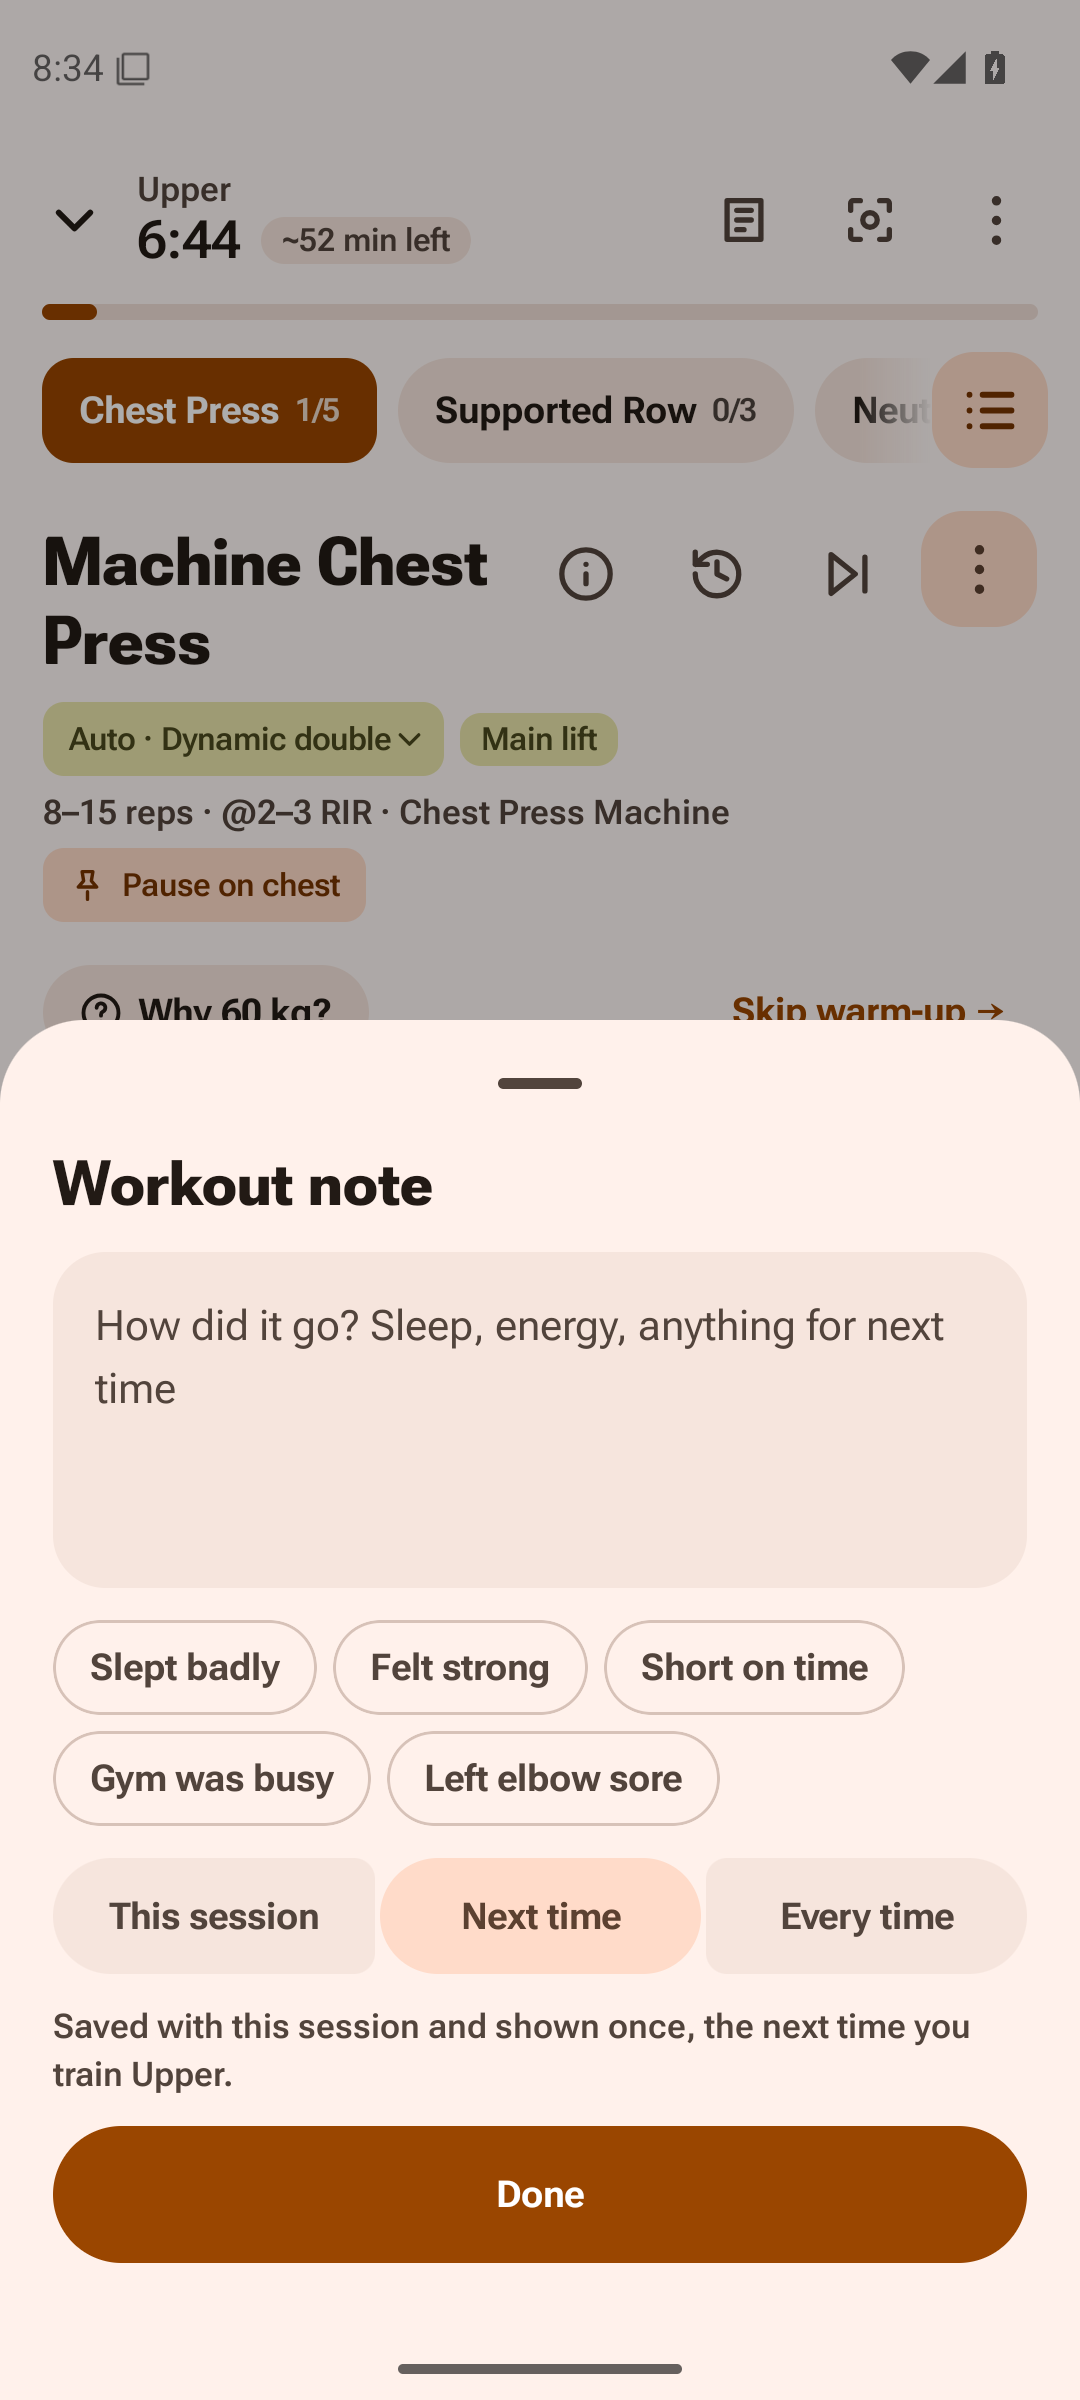 8:34
Upper
6:44 ~52 min left
Chest Press 1/5 Supported Row 0/3 Neut
Machine Chest
Press
Auto · Dynamic double Main lift
8–15 reps · @2–3 RIR · Chest Press Machine
Pause on chest
Why 60 kg? Skip warm-up →
Workout note
How did it go? Sleep, energy, anything for next
time
Slept badly Felt strong Short on time
Gym was busy Left elbow sore
This session Next time Every time
Saved with this session and shown once, the next time you
train Upper.
Done